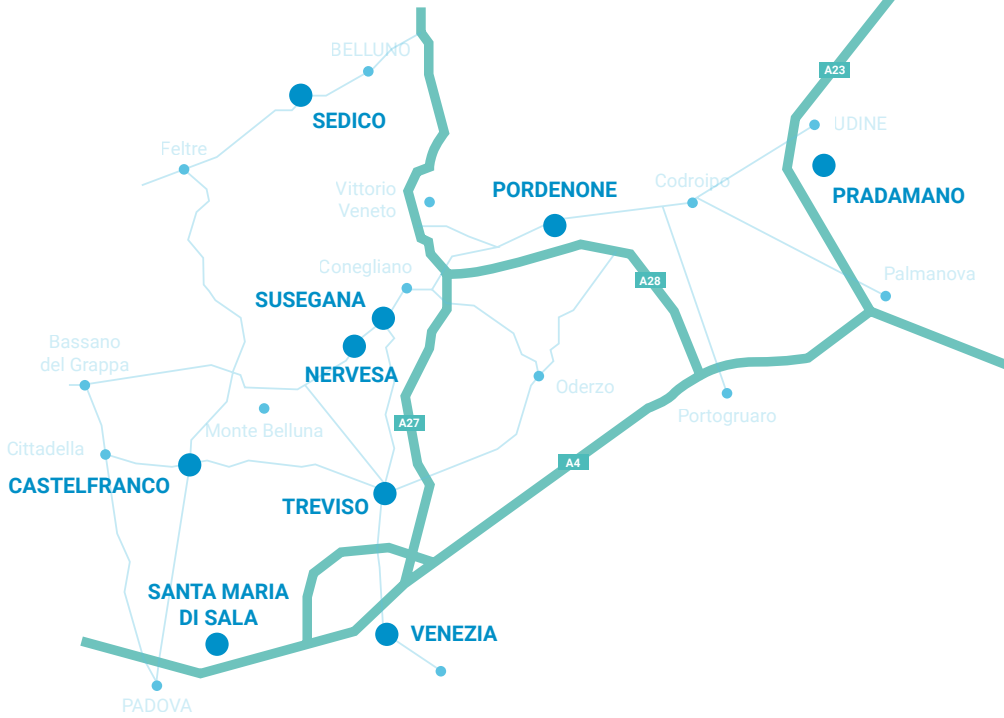 BELLUNO
A23
SEDICO
UDINE
Feltre
Vittorio
Veneto
PORDENONE
Codroipo
PRADAMANO
Conegliano
Palmanova
A28
SUSEGANA
Bassano
del Grappa
NERVESA
Oderzo
Portogruaro
A27
Monte Belluna
Cittadella
A4
CASTELFRANCO
TREVISO
SANTA MARIA
DI SALA
VENEZIA
PADOVA